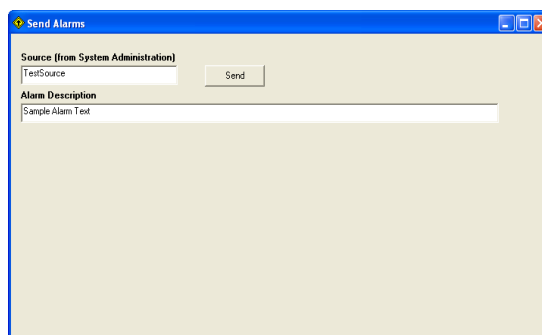 Send Alarms
Source (from System Administration)
TestSource
Send
Alarm Description
Sample Alarm Text